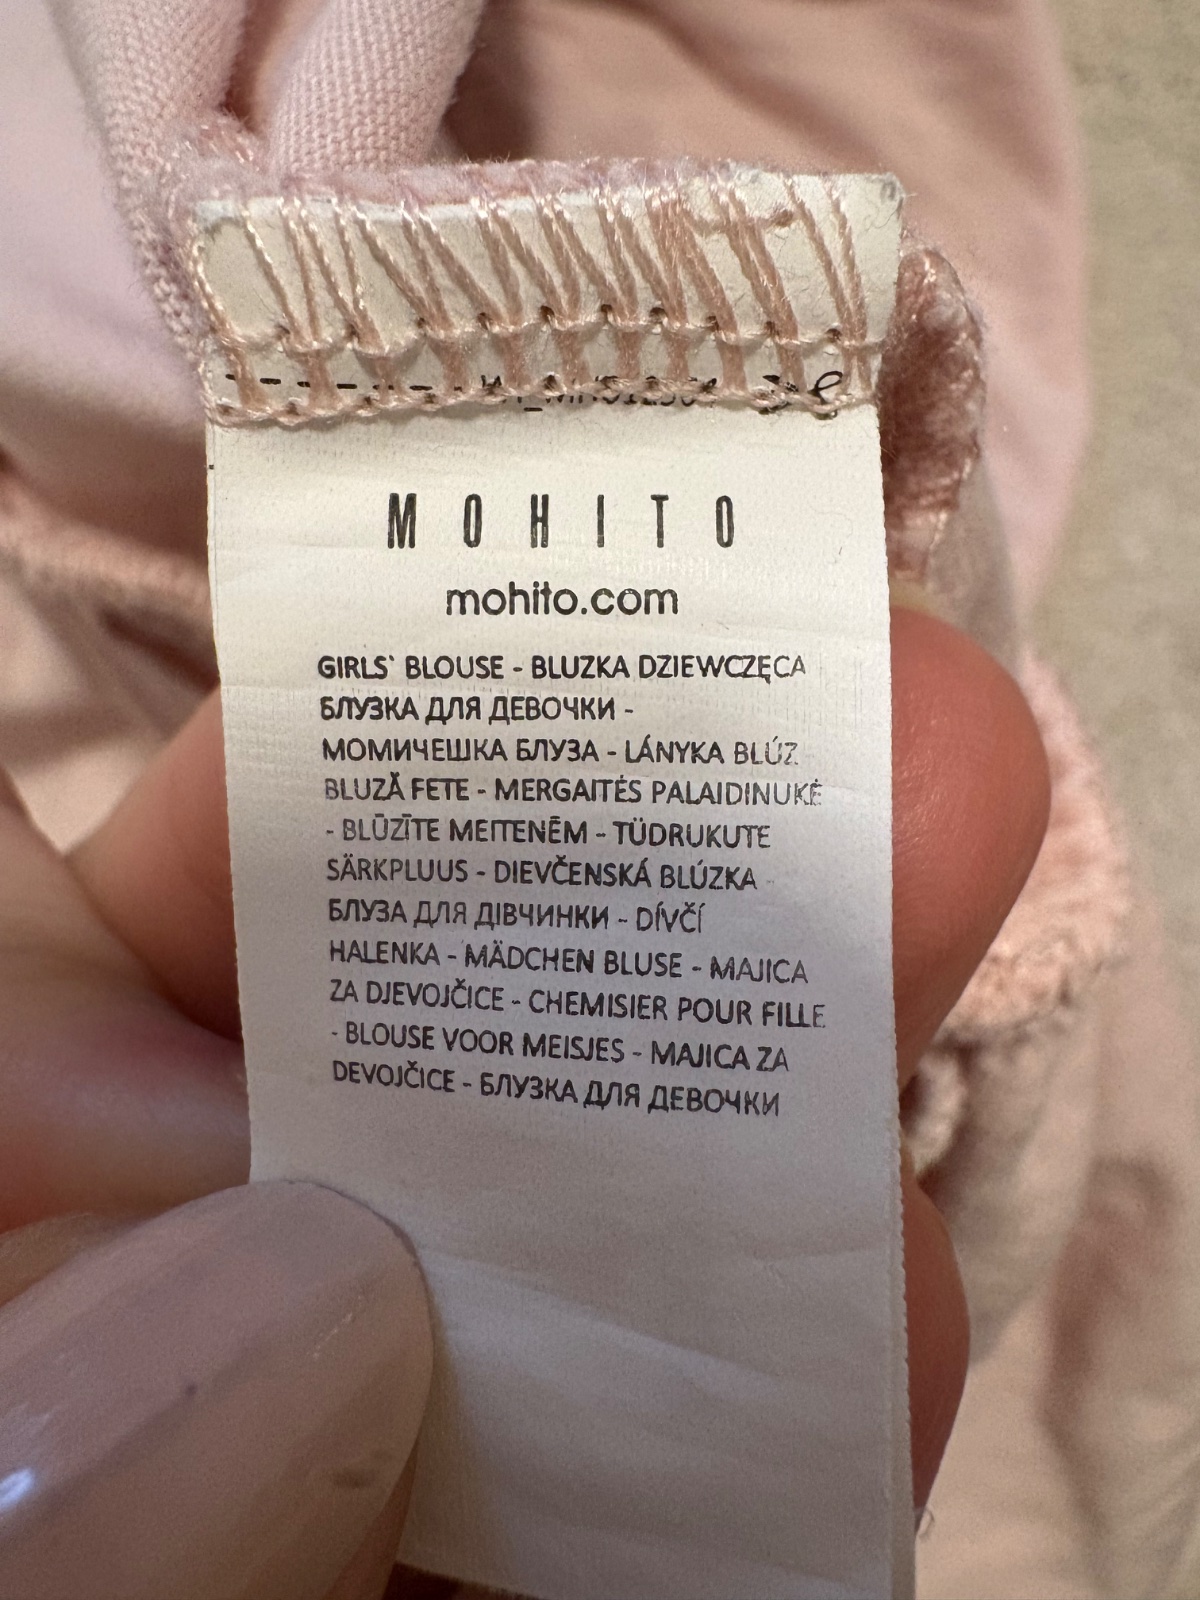 MOHITO
mohito.com
GIRLS` BLOUSE - BLUZKA DZIEWCZĘCA
БЛУЗКА ДЛЯ ДЕВОЧКИ -
МОМИЧЕШКА БЛУЗА - LÁNYKA BLÚZ
BLUZĂ FETE - MERGAITĖS PALAIDINUKĖ
- BLŪZĪTE MEITENĒM - TÜDRUKUTE
SÄRKPLUUS - DIEVČENSKÁ BLÚZKA -
БЛУЗА ДЛЯ ДІВЧИНКИ - DÍVČÍ
HALENKA - MÄDCHEN BLUSE - MAJICA
ZA DJEVOJČICE - CHEMISIER POUR FILLE
- BLOUSE VOOR MEISJES - MAJICA ZA
DEVOJČICE - БЛУЗКА ДЛЯ ДЕВОЧКИ